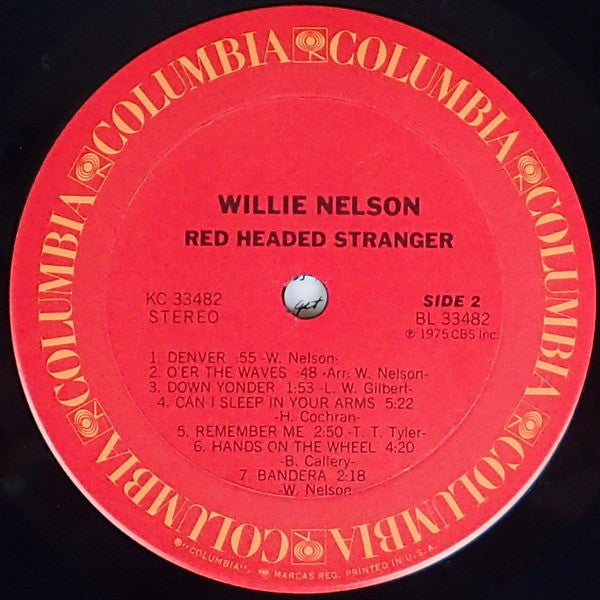 COLUMBIA COLUMBIA COLUMBIA COLUMBIA COLUMBIA COLUMBIA
WILLIE NELSON
RED HEADED STRANGER
KC 33482
STEREO
SIDE 2
BL 33482
℗ 1975 CBS Inc.
1. DENVER :55 -W. Nelson-
2. O'ER THE WAVES :48 -Arr: W. Nelson-
3. DOWN YONDER 1:53 -L. W. Gilbert-
4. CAN I SLEEP IN YOUR ARMS 5:22
-H. Cochran-
5. REMEMBER ME 2:50 -T. T. Tyler-
6. HANDS ON THE WHEEL 4:20
-B. Callery-
7. BANDERA 2:18
-W. Nelson-
®"COLUMBIA", MARCAS REG. PRINTED IN U.S.A.